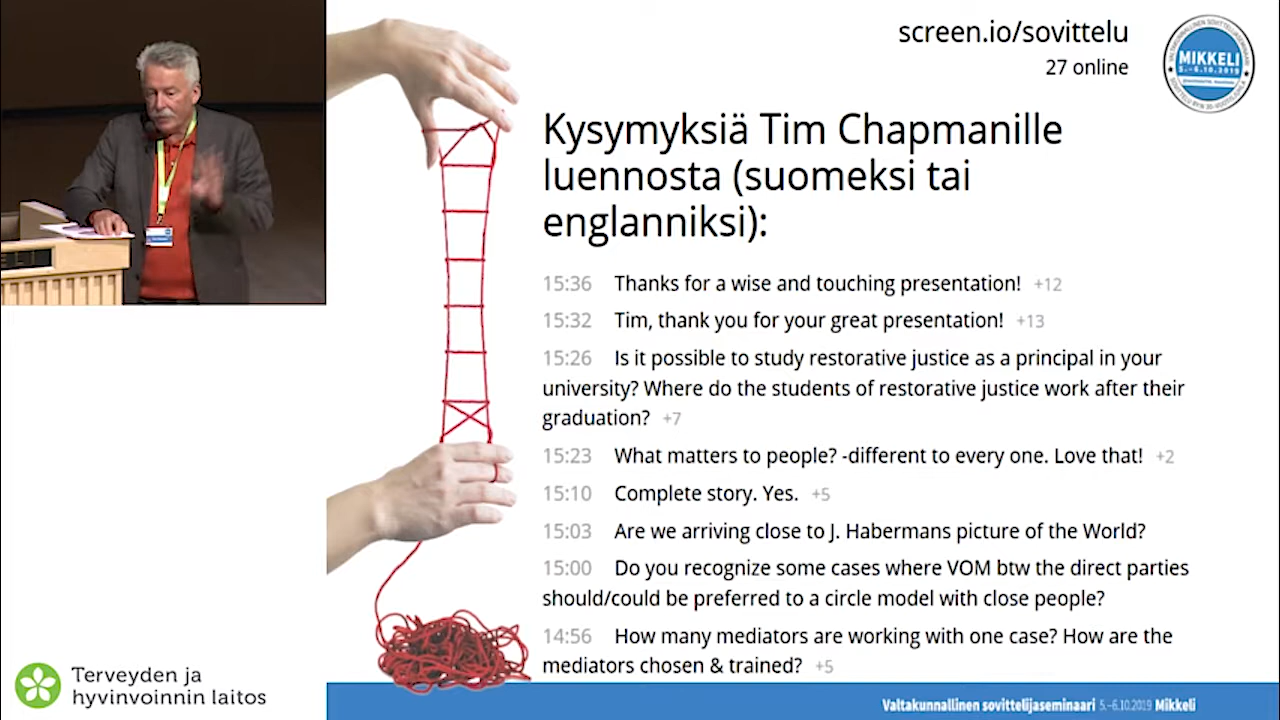 screen.io/sovittelu
27 online
VALTAKUNNALLINEN SOVITTELIJASEMINAARI
MIKKELI
5.–6.10.2019
Kysymyksiä Tim Chapmanille
luennosta (suomeksi tai
englanniksi):
15:36 Thanks for a wise and touching presentation! +12
15:32 Tim, thank you for your great presentation! +13
15:26 Is it possible to study restorative justice as a principal in your
university? Where do the students of restorative justice work after their
graduation? +7
15:23 What matters to people? -different to every one. Love that! +2
15:10 Complete story. Yes. +5
15:03 Are we arriving close to J. Habermans picture of the World?
15:00 Do you recognize some cases where VOM btw the direct parties
should/could be preferred to a circle model with close people?
14:56 How many mediators are working with one case? How are the
mediators chosen & trained? +5
Terveyden ja
hyvinvoinnin laitos
Valtakunnallinen sovittelijaseminaari 5.–6.10.2019 Mikkeli